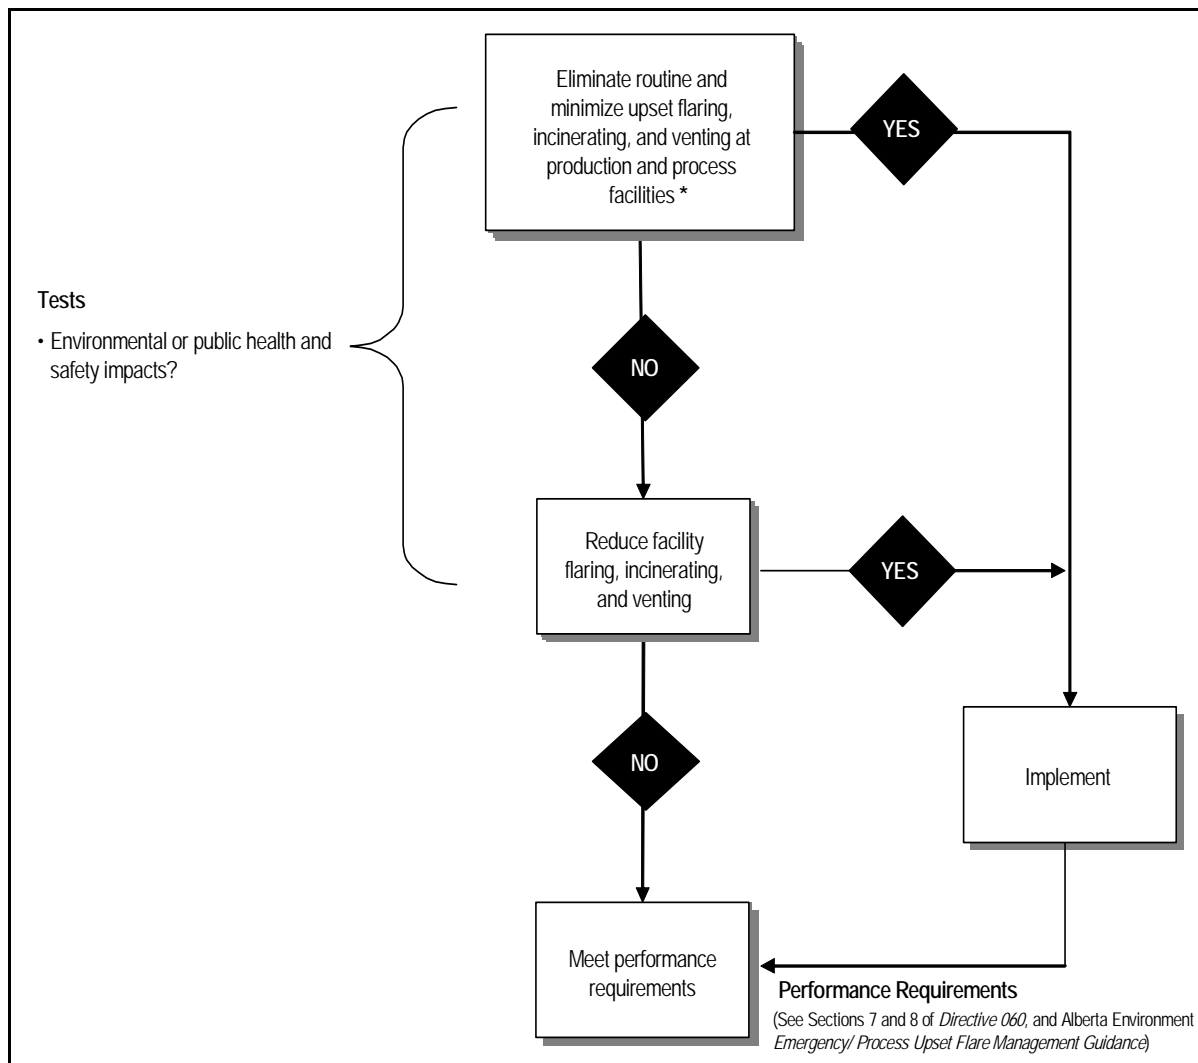 Eliminate routine and
minimize upset flaring,
incinerating, and venting at
production and process
facilities *
YES
Tests
• Environmental or public health and
safety impacts?
NO
Reduce facility
flaring, incinerating,
and venting
YES
NO
Implement
Meet performance
requirements
Performance Requirements
(See Sections 7 and 8 of Directive 060, and Alberta Environment
Emergency/ Process Upset Flare Management Guidance)